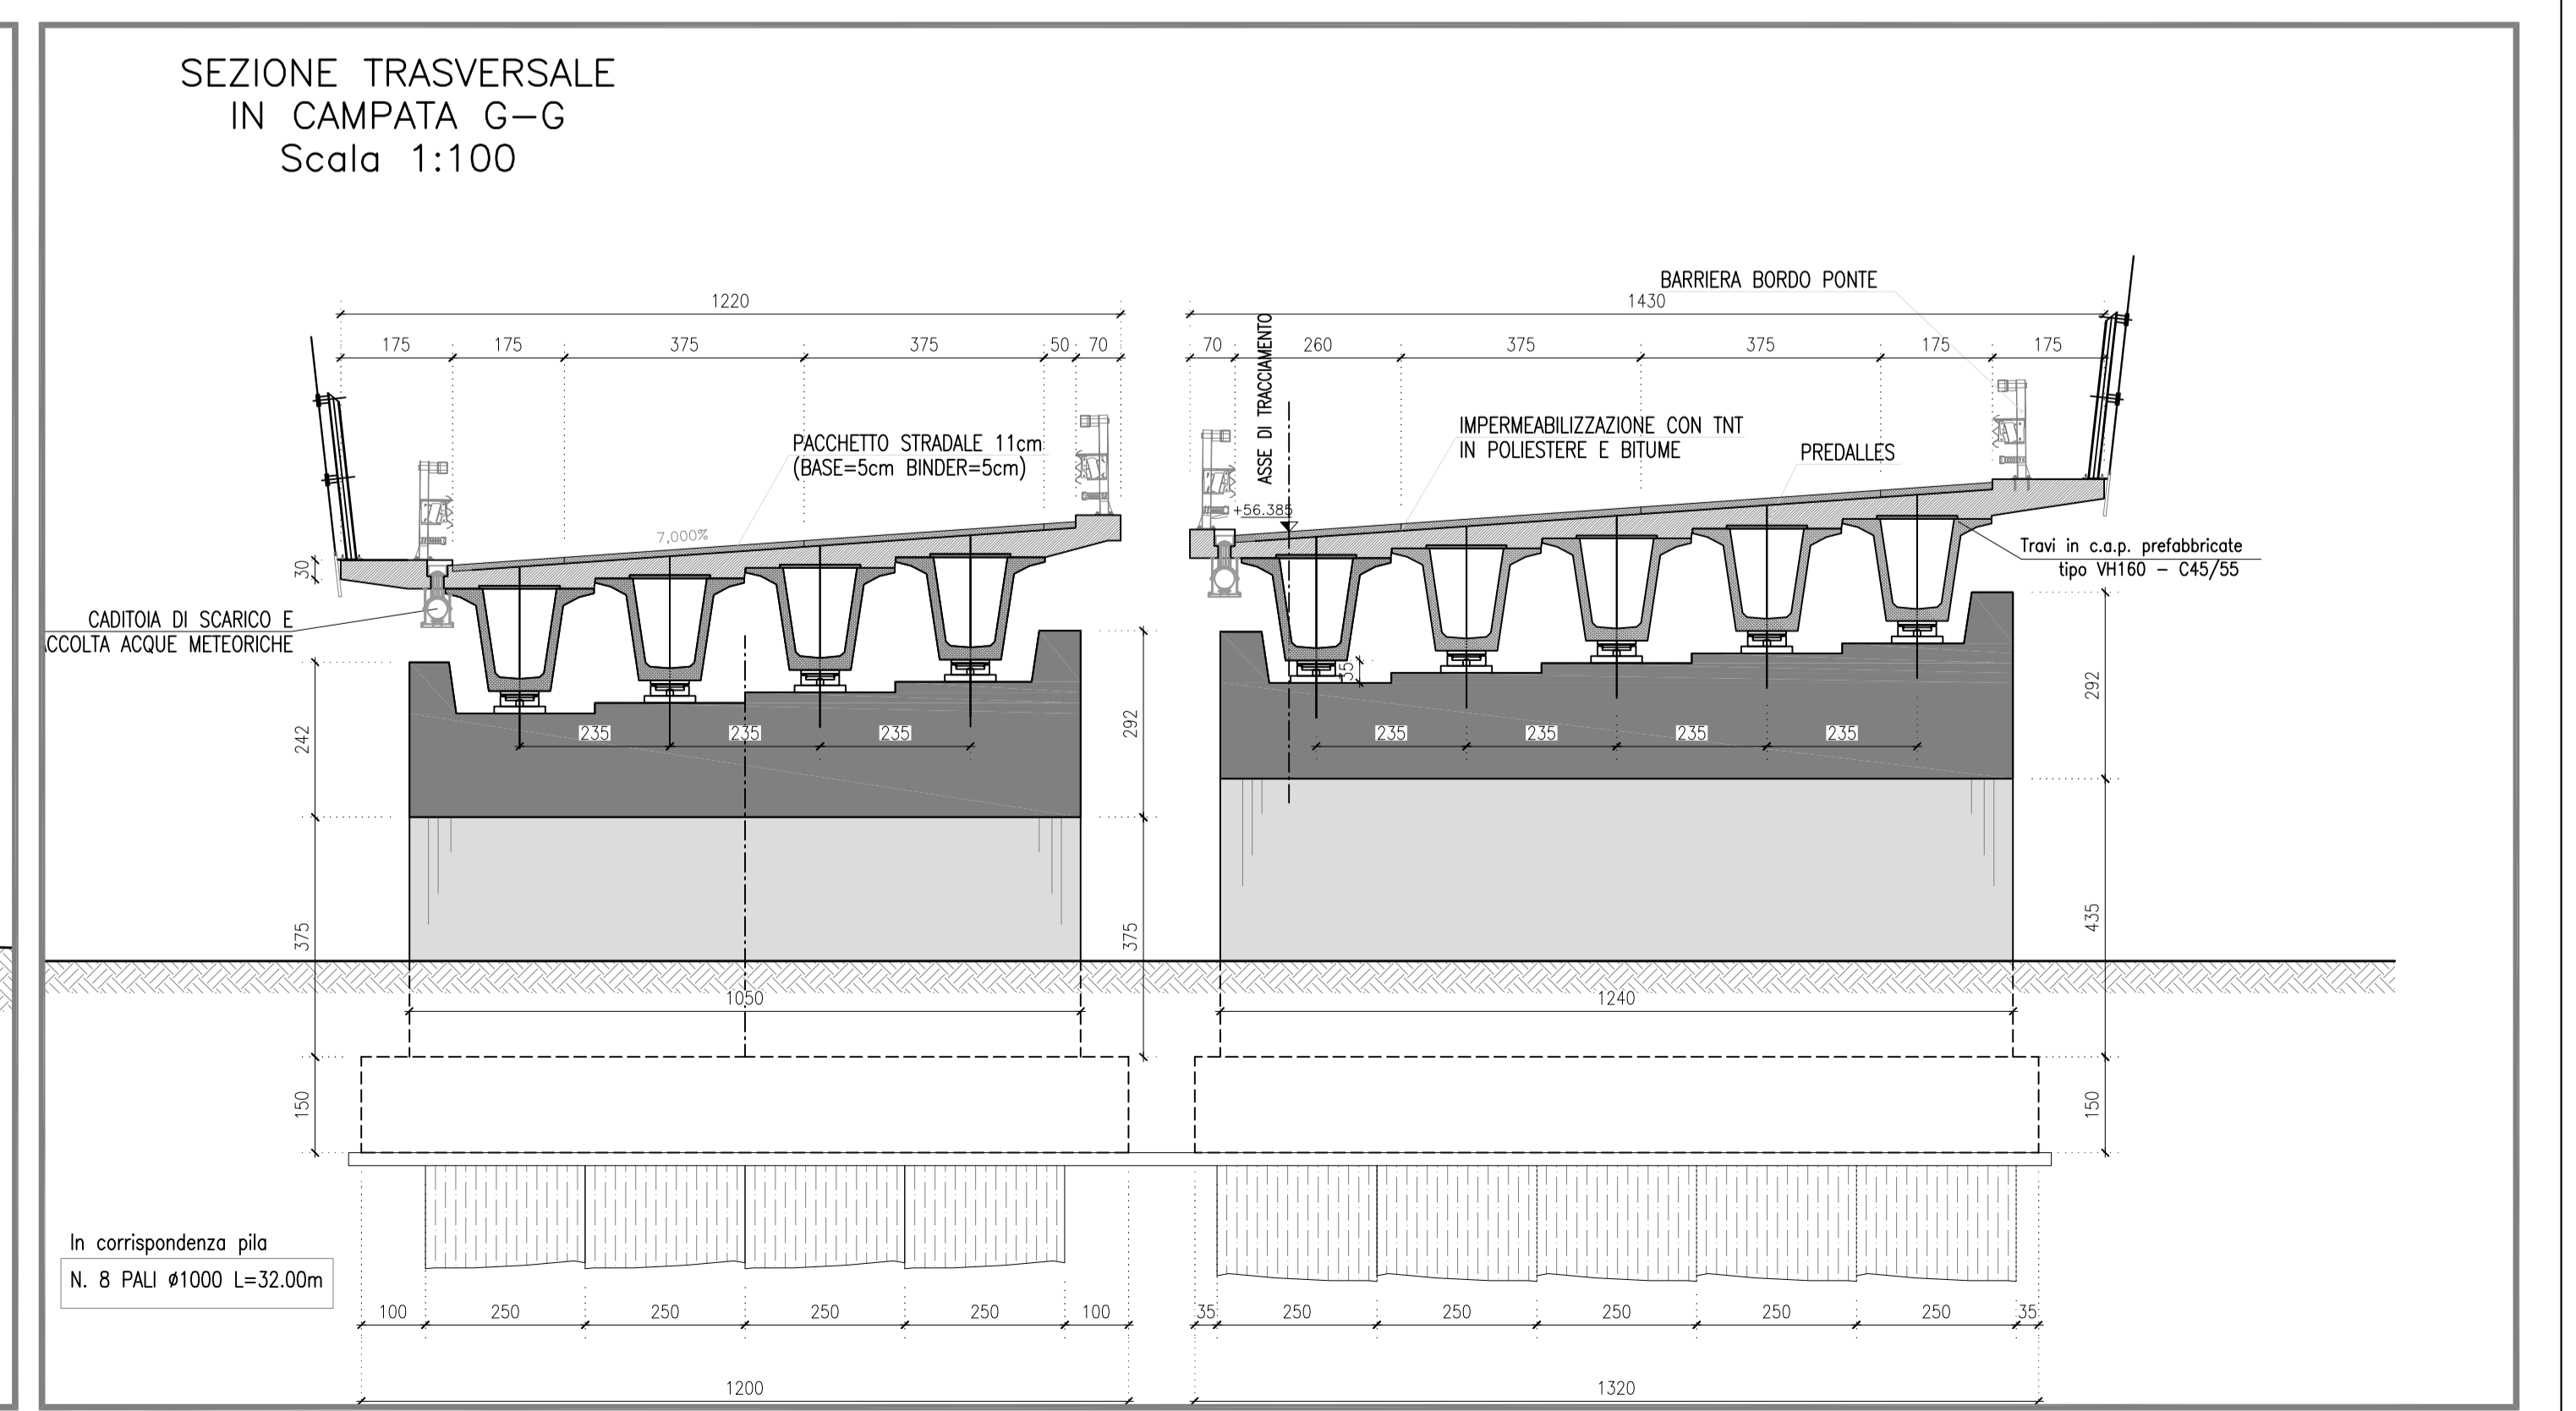 SEZIONE TRASVERSALE
IN CAMPATA G-G
Scala 1:100
1220
175 175 375 375 50 70
BARRIERA BORDO PONTE
1430
70 260 375 375 175 175
ASSE DI TRACCIAMENTO
PACCHETTO STRADALE 11cm
(BASE=5cm BINDER=5cm)
IMPERMEABILIZZAZIONE CON TNT
IN POLIESTERE E BITUME
PREDALLES
+56.385
7,000%
30
Travi in c.a.p. prefabbricate
tipo VH160 - C45/55
CADITOIA DI SCARICO E
CCOLTA ACQUE METEORICHE
55
242
235 235 235
292
235 235 235 235
292
375
375
435
1050
1240
150
150
In corrispondenza pila
N. 8 PALI ø1000 L=32.00m
100 250 250 250 250 100
35 250 250 250 250 250 35
1200
1320